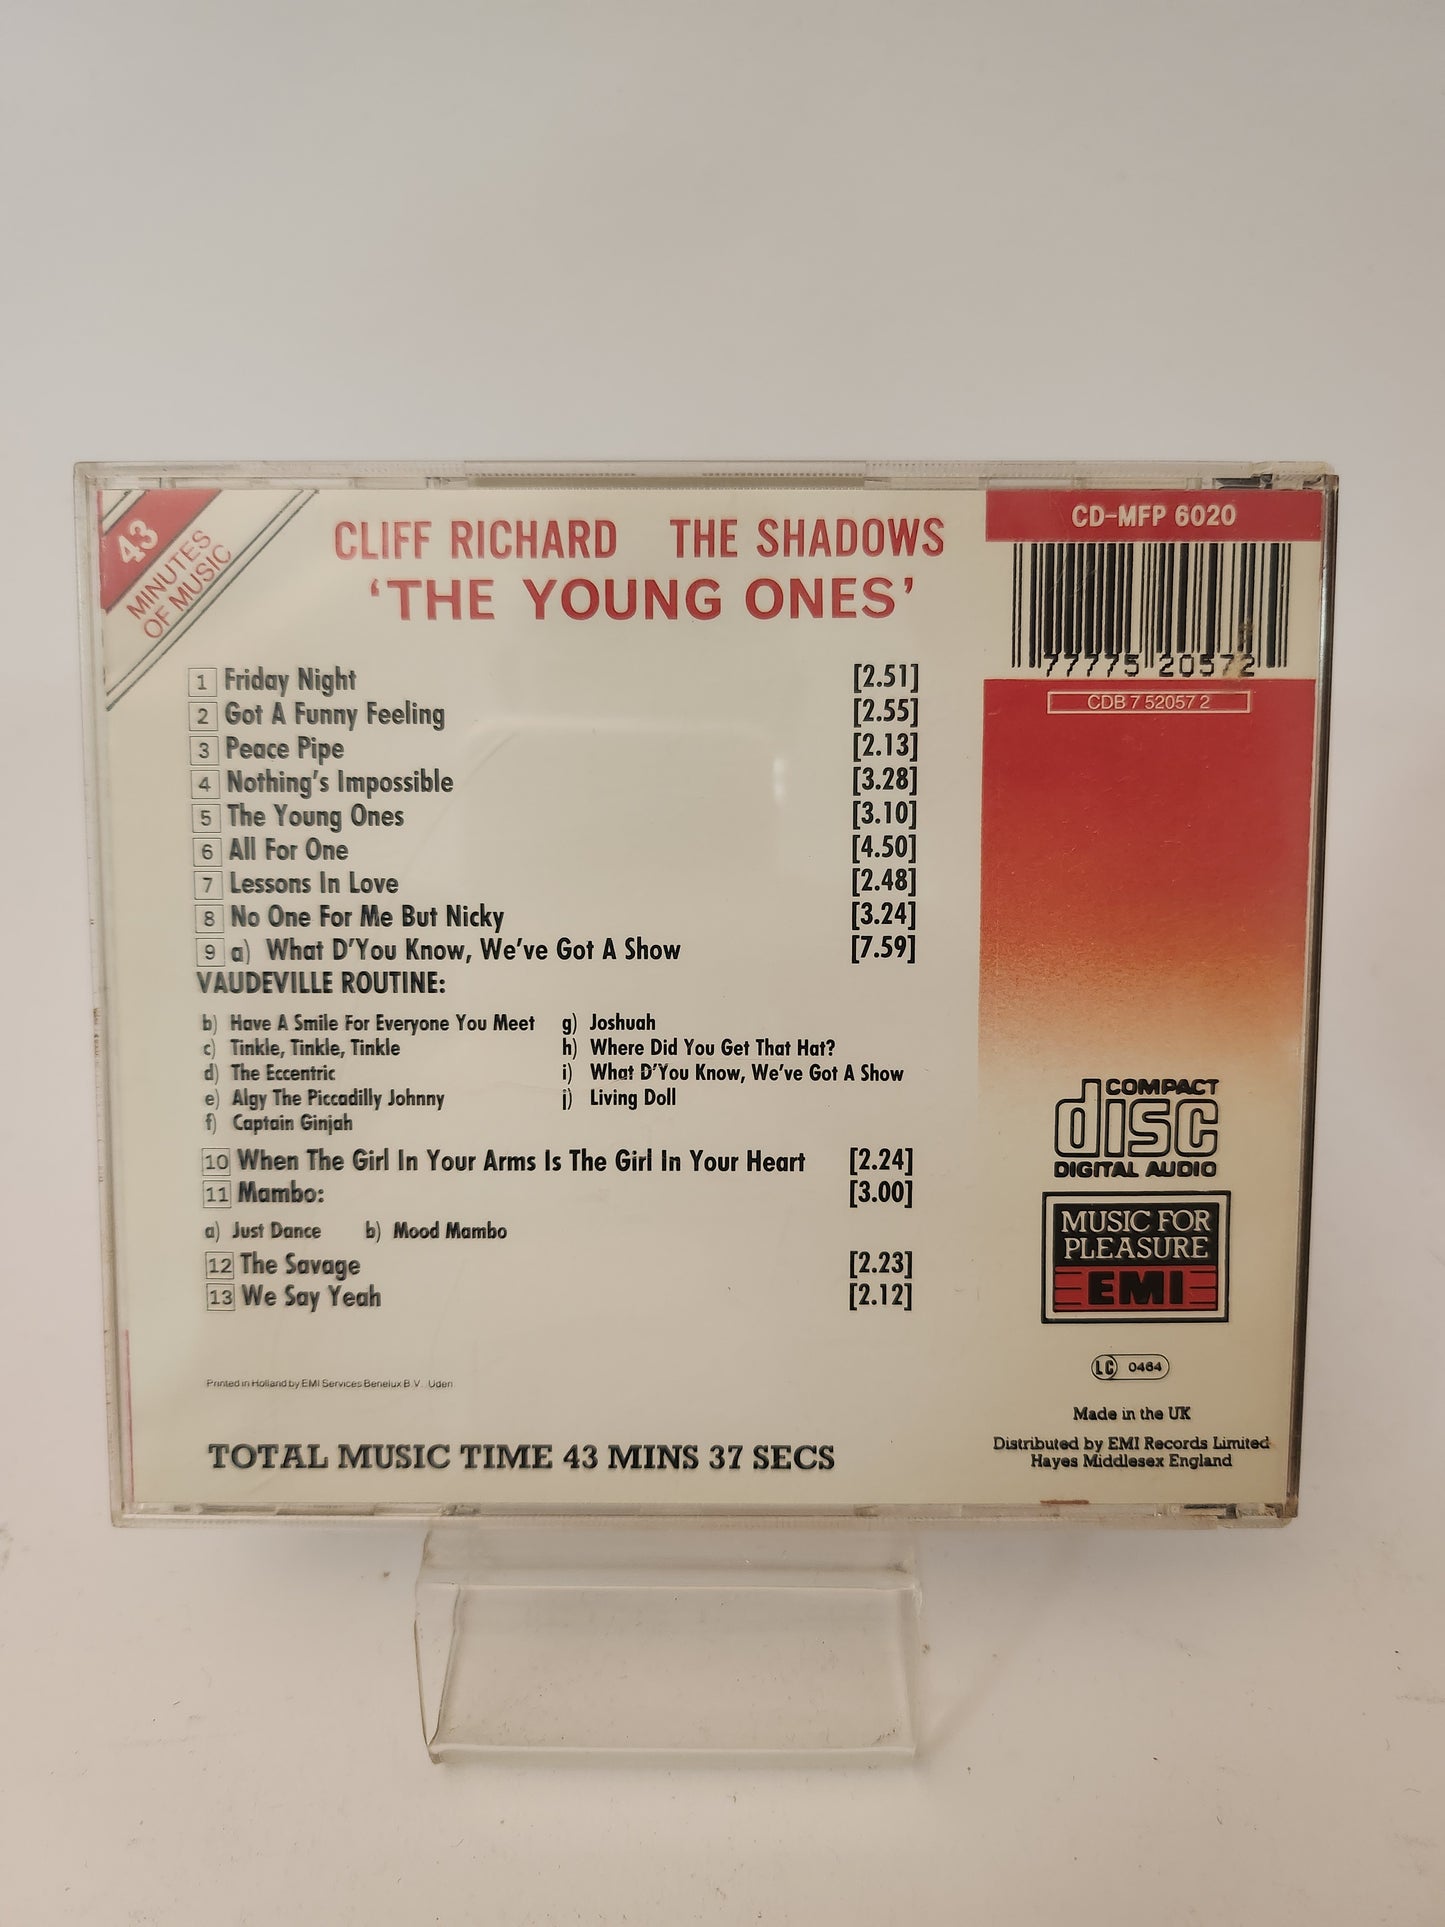 43
MINUTES
OF MUSIC
CLIFF RICHARD THE SHADOWS
'THE YOUNG ONES'
CD-MFP 6020
77775 20572
CDB 7 52057 2
1 Friday Night [2.51]
2 Got A Funny Feeling [2.55]
3 Peace Pipe [2.13]
4 Nothing's Impossible [3.28]
5 The Young Ones [3.10]
6 All For One [4.50]
7 Lessons In Love [2.48]
8 No One For Me But Nicky [3.24]
9 a) What D'You Know, We've Got A Show [7.59]
VAUDEVILLE ROUTINE:
b) Have A Smile For Everyone You Meet g) Joshuah
c) Tinkle, Tinkle, Tinkle h) Where Did You Get That Hat?
d) The Eccentric i) What D'You Know, We've Got A Show
e) Algy The Piccadilly Johnny j) Living Doll
f) Captain Ginjah
10 When The Girl In Your Arms Is The Girl In Your Heart [2.24]
11 Mambo: [3.00]
a) Just Dance b) Mood Mambo
12 The Savage [2.23]
13 We Say Yeah [2.12]
Printed in Holland by EMI Services Benelux B.V. Uden
TOTAL MUSIC TIME 43 MINS 37 SECS
COMPACT
disc
DIGITAL AUDIO
MUSIC FOR
PLEASURE
EMI
LC 0464
Made in the UK
Distributed by EMI Records Limited
Hayes Middlesex England